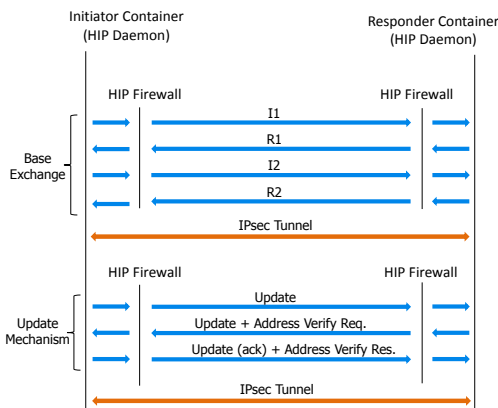 Initiator Container
(HIP Daemon)
Responder Container
(HIP Daemon)
HIP Firewall
HIP Firewall
I1
R1
Base
Exchange
I2
R2
IPsec Tunnel
HIP Firewall
HIP Firewall
Update
Update
Mechanism
Update + Address Verify Req.
Update (ack) + Address Verify Res.
IPsec Tunnel